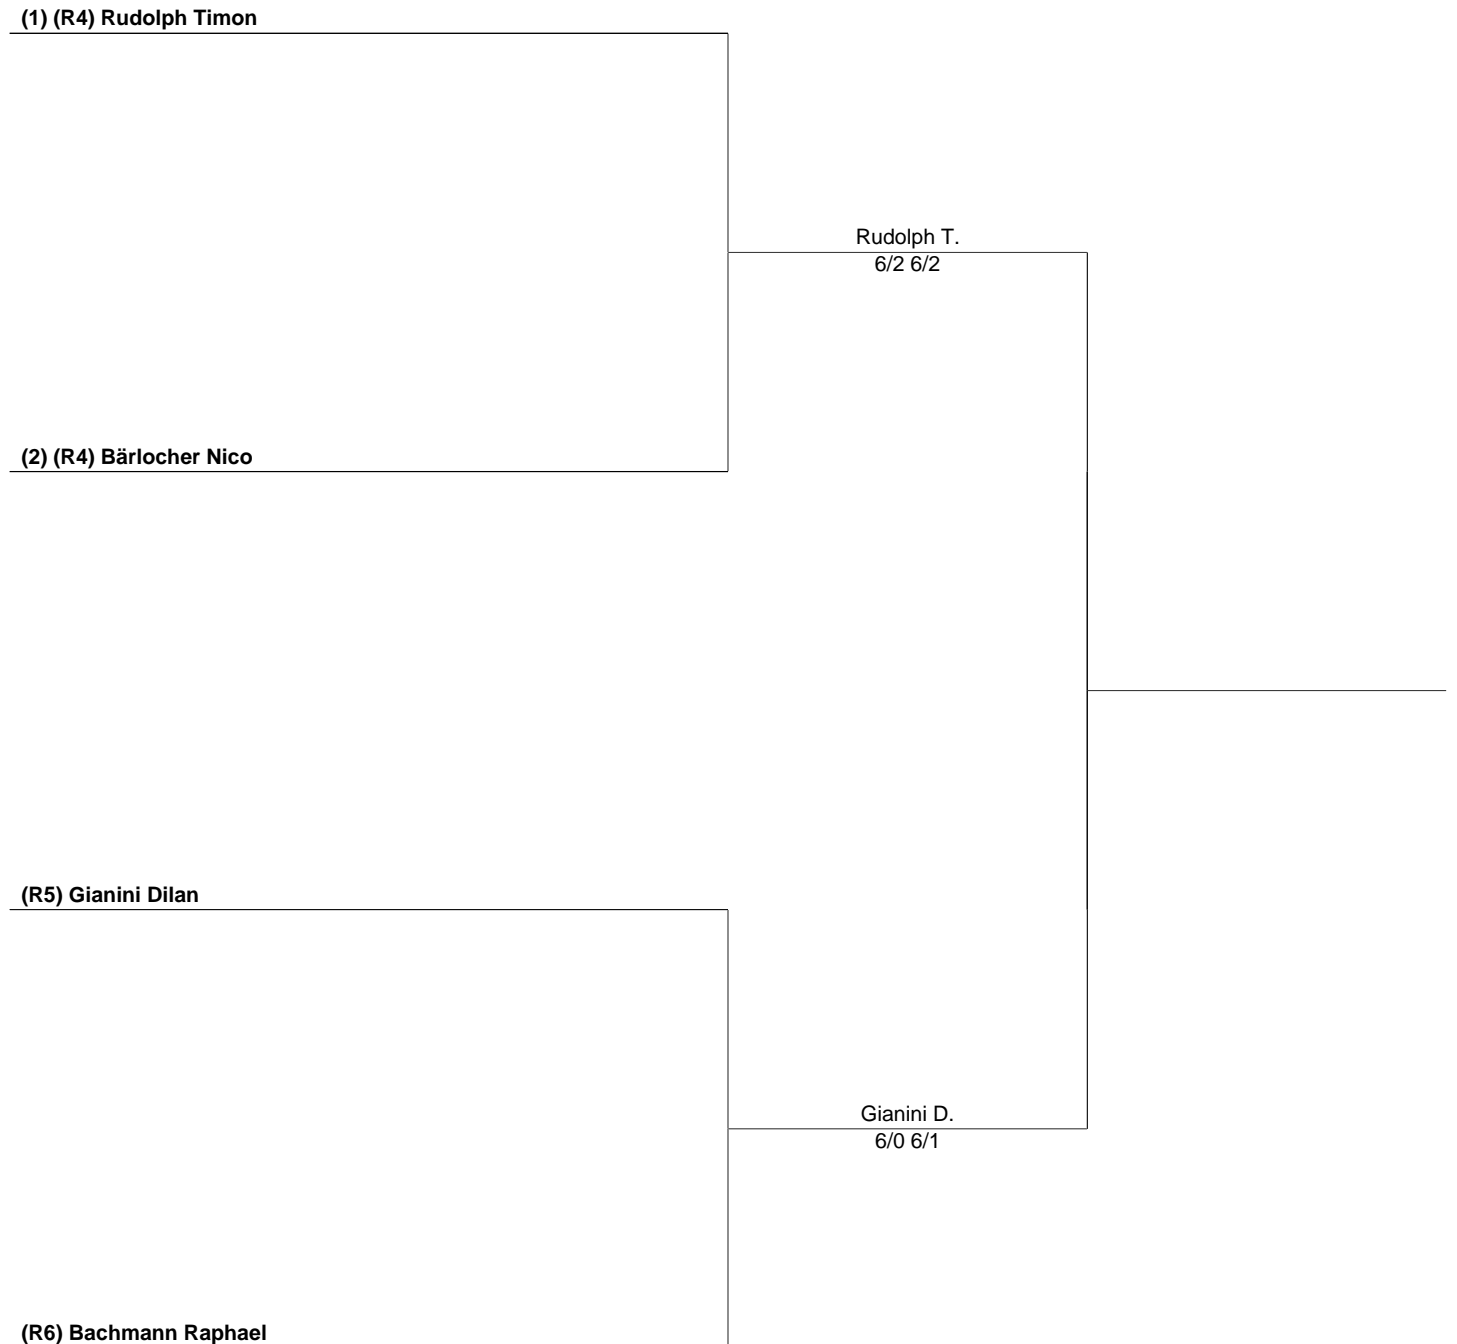 (1) (R4) Rudolph Timon
Rudolph T.
6/2 6/2
(2) (R4) Bärlocher Nico
(R5) Gianini Dilan
Gianini D.
6/0 6/1
(R6) Bachmann Raphael